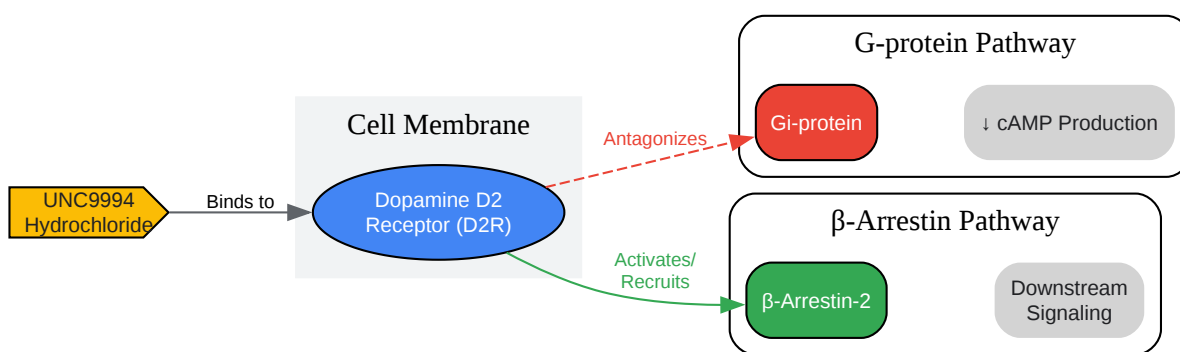 UNC9994
Hydrochloride
Binds to
Cell Membrane
Dopamine D2
Receptor (D2R)
Antagonizes
Activates/
Recruits
G-protein Pathway
Gi-protein
↓ cAMP Production
β-Arrestin Pathway
β-Arrestin-2
Downstream
Signaling